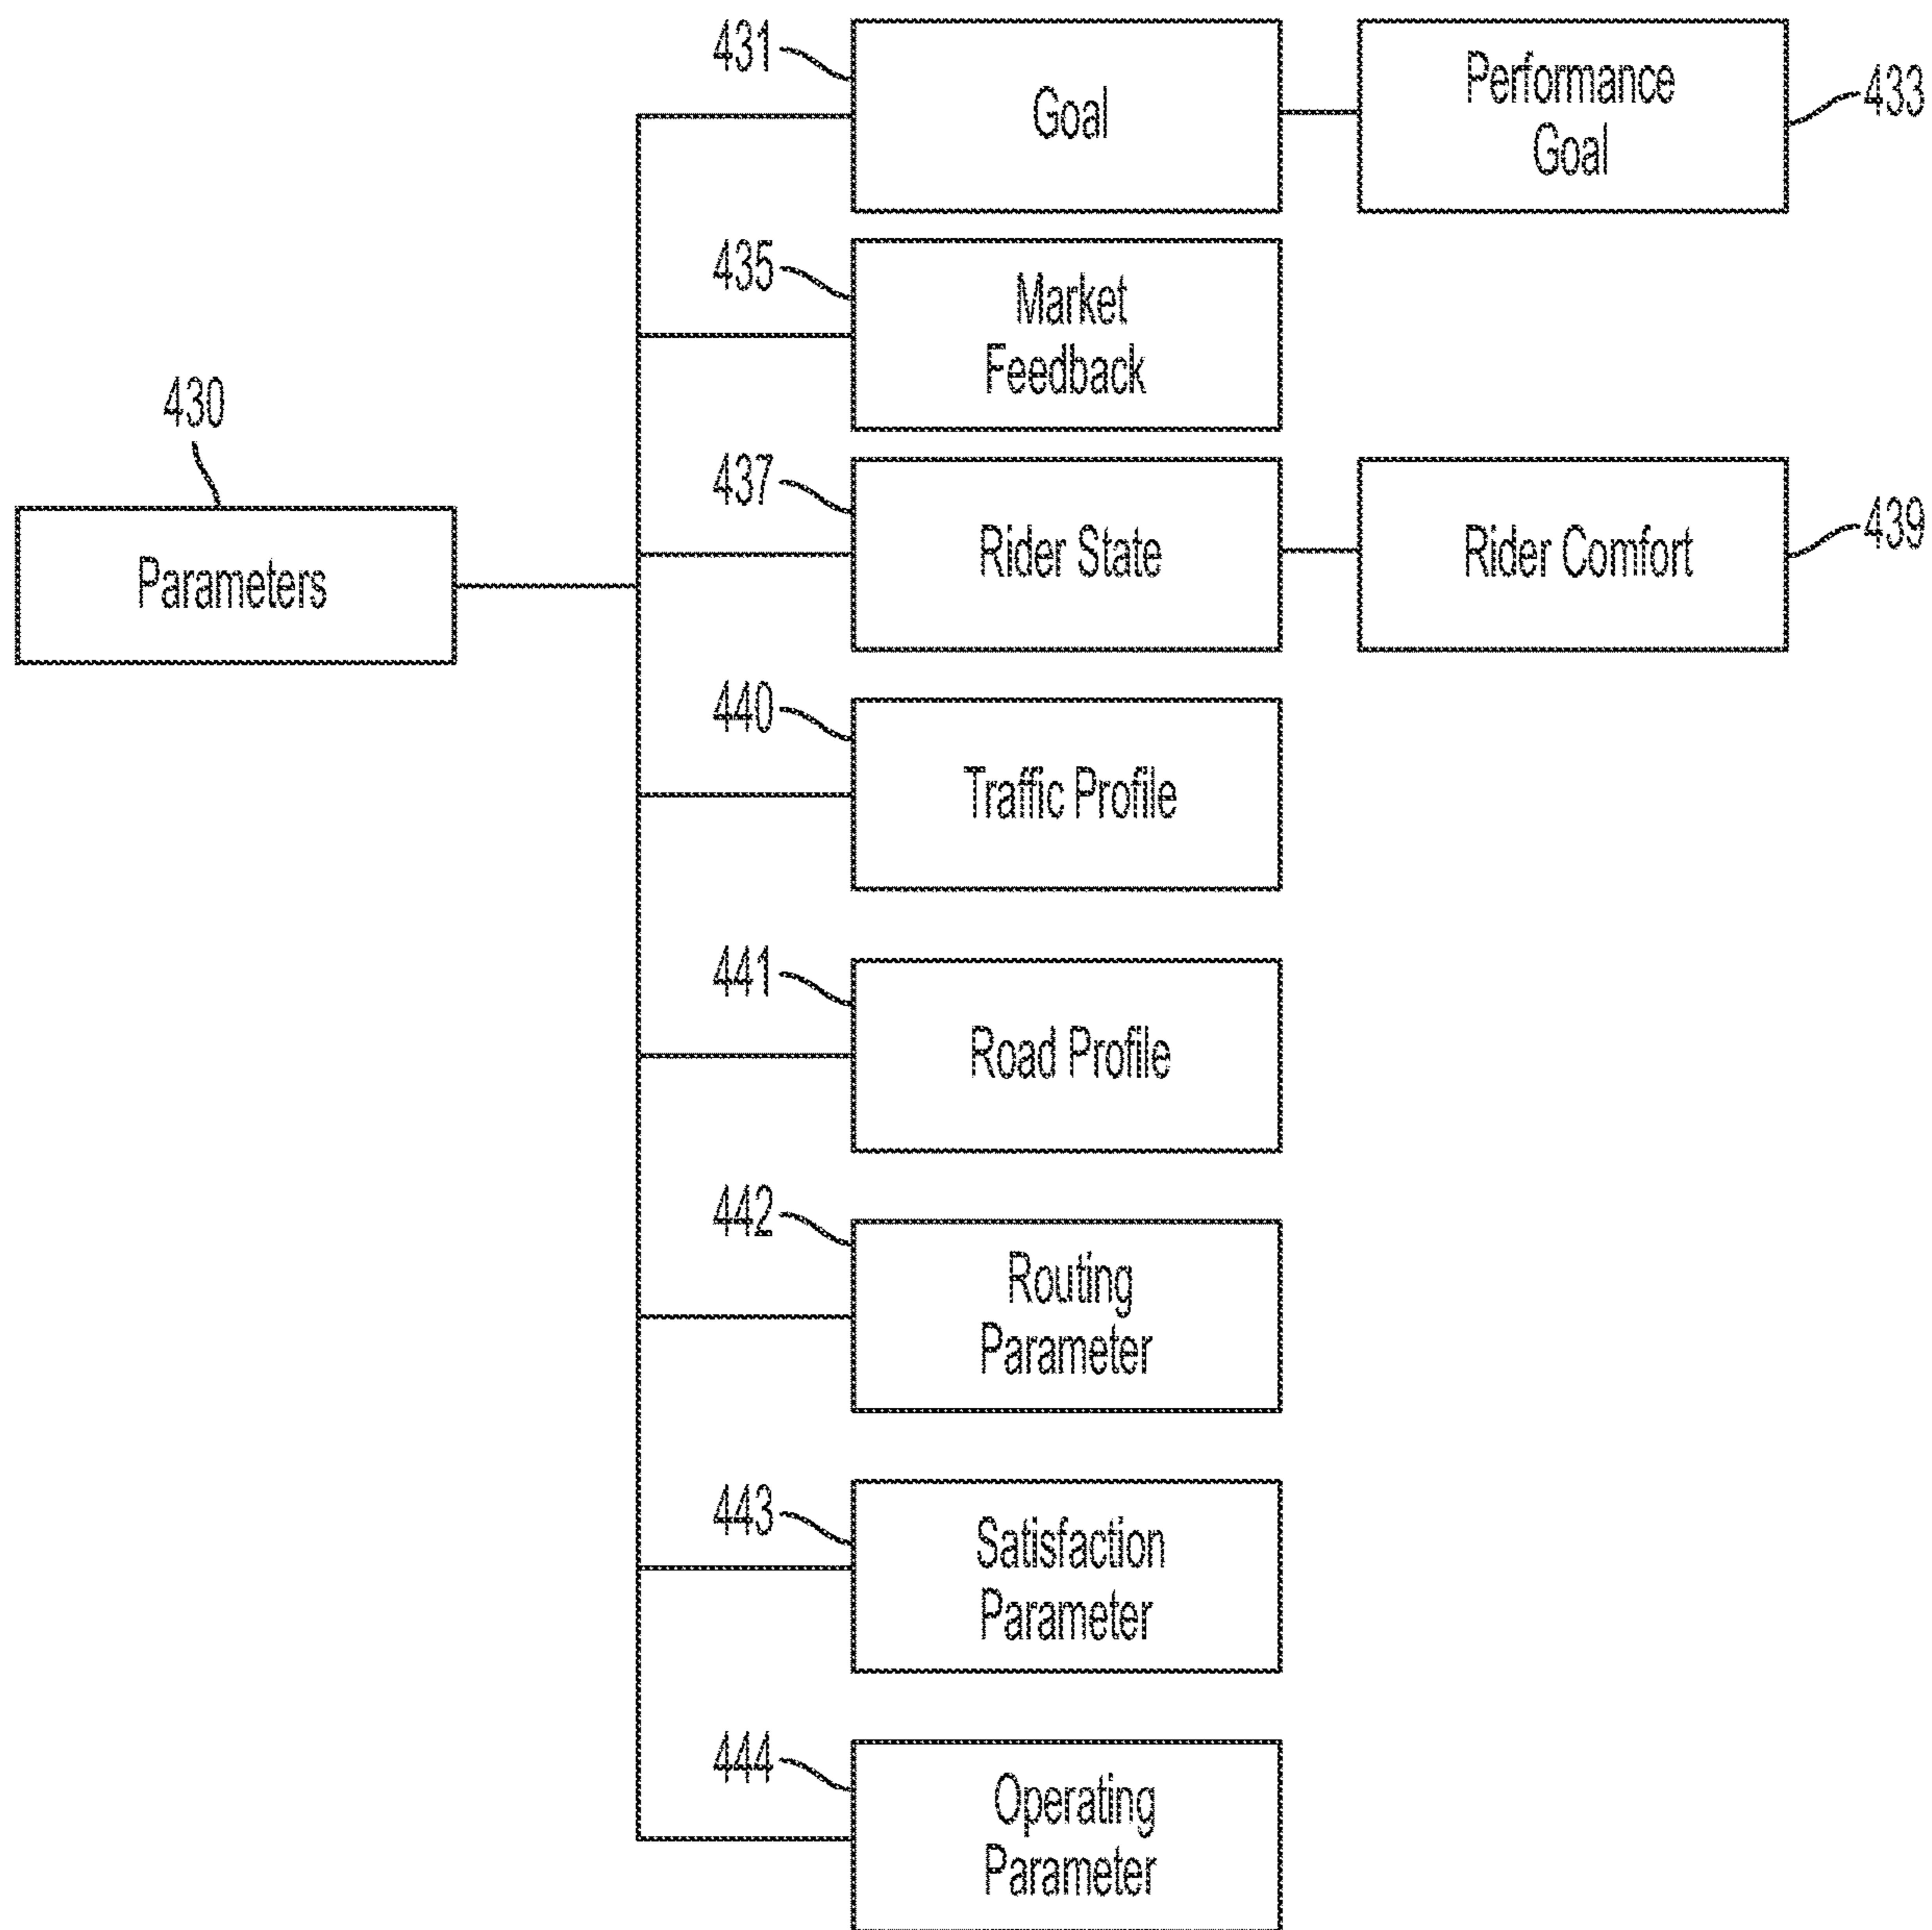 431
Goal
Performance
Goal
433
435
Market
Feedback
430
Parameters
437
Rider State
Rider Comfort
439
440
Traffic Profile
441
Road Profile
442
Routing
Parameter
443
Satisfaction
Parameter
444
Operating
Parameter